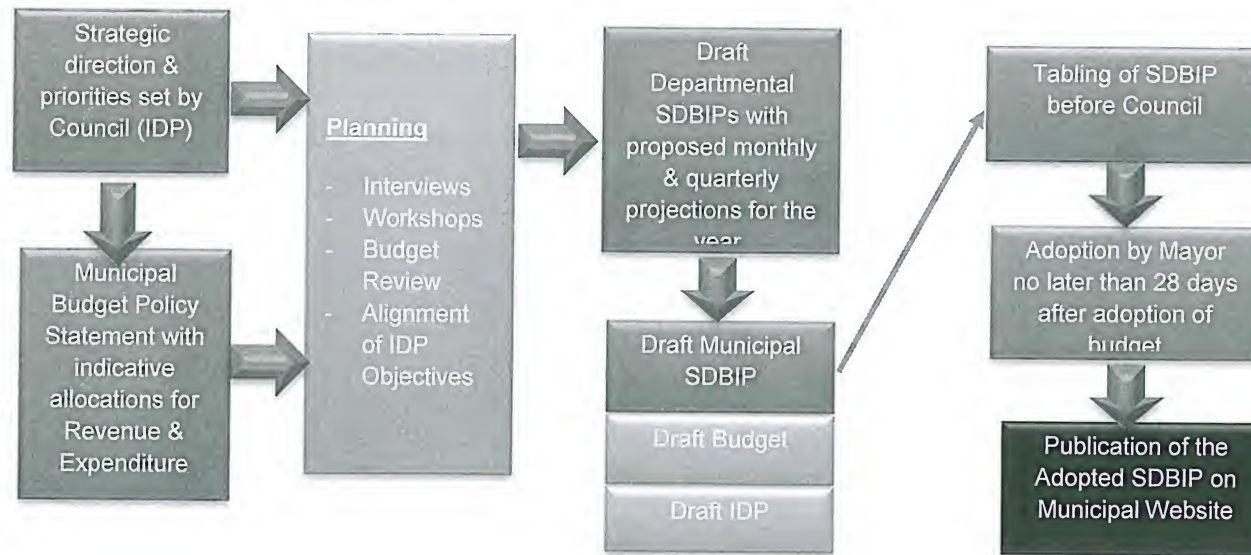 Strategic
direction &
priorities set by
Council (IDP)
Municipal
Budget Policy
Statement with
indicative
allocations for
Revenue &
Expenditure
Planning
- Interviews
- Workshops
- Budget
Review
- Alignment
of IDP
Objectives
Draft
Departmental
SDBIPs with
proposed monthly
& quarterly
projections for the
year
Draft Municipal
SDBIP
Draft Budget
Draft IDP
Tabling of SDBIP
before Council
Adoption by Mayor
no later than 28 days
after adoption of
budget
Publication of the
Adopted SDBIP on
Municipal Website